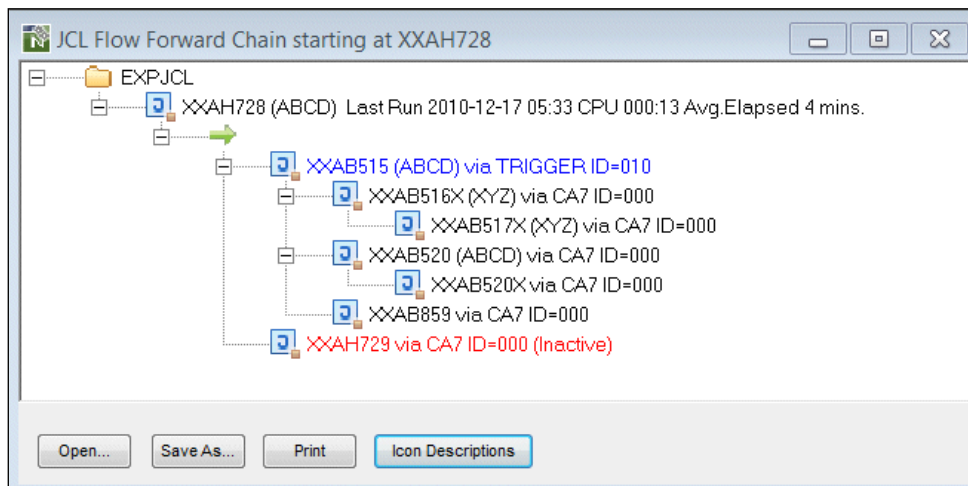 JCL Flow Forward Chain starting at XXAH728
EXPJCL
XXAH728 (ABCD) Last Run 2010-12-17 05:33 CPU 000:13 Avg.Elapsed 4 mins.
XXAB515 (ABCD) via TRIGGER ID=010
XXAB516X (XYZ) via CA7 ID=000
XXAB517X (XYZ) via CA7 ID=000
XXAB520 (ABCD) via CA7 ID=000
XXAB520X via CA7 ID=000
XXAB859 via CA7 ID=000
XXAH729 via CA7 ID=000 (Inactive)
Open... Save As... Print Icon Descriptions